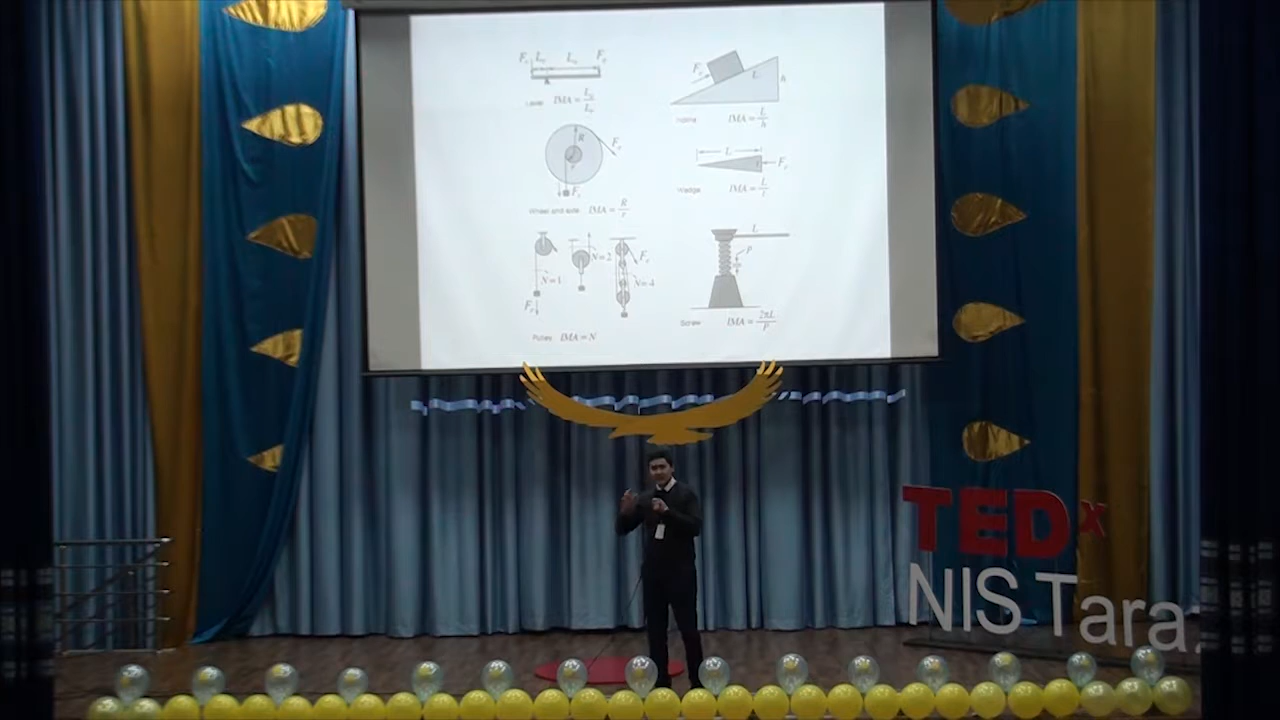 Lever IMA = Le/Lr
Wheel and axle IMA = R/r
N=1
N=2
N=4
Pulley IMA = N
Incline IMA = L/h
Wedge IMA = L/t
Screw IMA = 2πL/P
TEDx
NIS Tara